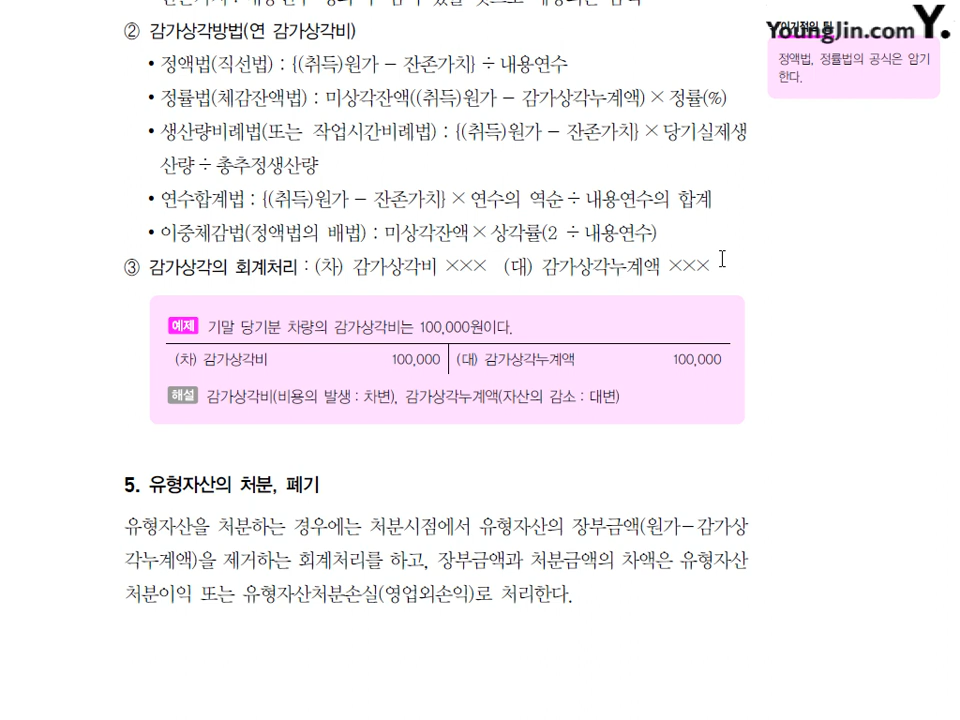 ② 감가상각방법(연 감가상각비)
• 정액법(직선법) : {(취득)원가 − 잔존가치} ÷ 내용연수
• 정률법(체감잔액법) : 미상각잔액((취득)원가 − 감가상각누계액) × 정률(%)
• 생산량비례법(또는 작업시간비례법) : {(취득)원가 − 잔존가치} × 당기실제생
산량 ÷ 총추정생산량
• 연수합계법 : {(취득)원가 − 잔존가치} × 연수의 역순 ÷ 내용연수의 합계
• 이중체감법(정액법의 배법) : 미상각잔액 × 상각률(2 ÷ 내용연수)
③ 감가상각의 회계처리 : (차) 감가상각비 ××× (대) 감가상각누계액 ×××
예제 기말 당기분 차량의 감가상각비는 100,000원이다.
(차) 감가상각비 100,000 (대) 감가상각누계액 100,000
해설 감가상각비(비용의 발생 : 차변), 감가상각누계액(자산의 감소 : 대변)
5. 유형자산의 처분, 폐기
유형자산을 처분하는 경우에는 처분시점에서 유형자산의 장부금액(원가−감가상
각누계액)을 제거하는 회계처리를 하고, 장부금액과 처분금액의 차액은 유형자산
처분이익 또는 유형자산처분손실(영업외손익)로 처리한다.
YoungJin.com Y.
정액법, 정률법의 공식은 암기
한다.